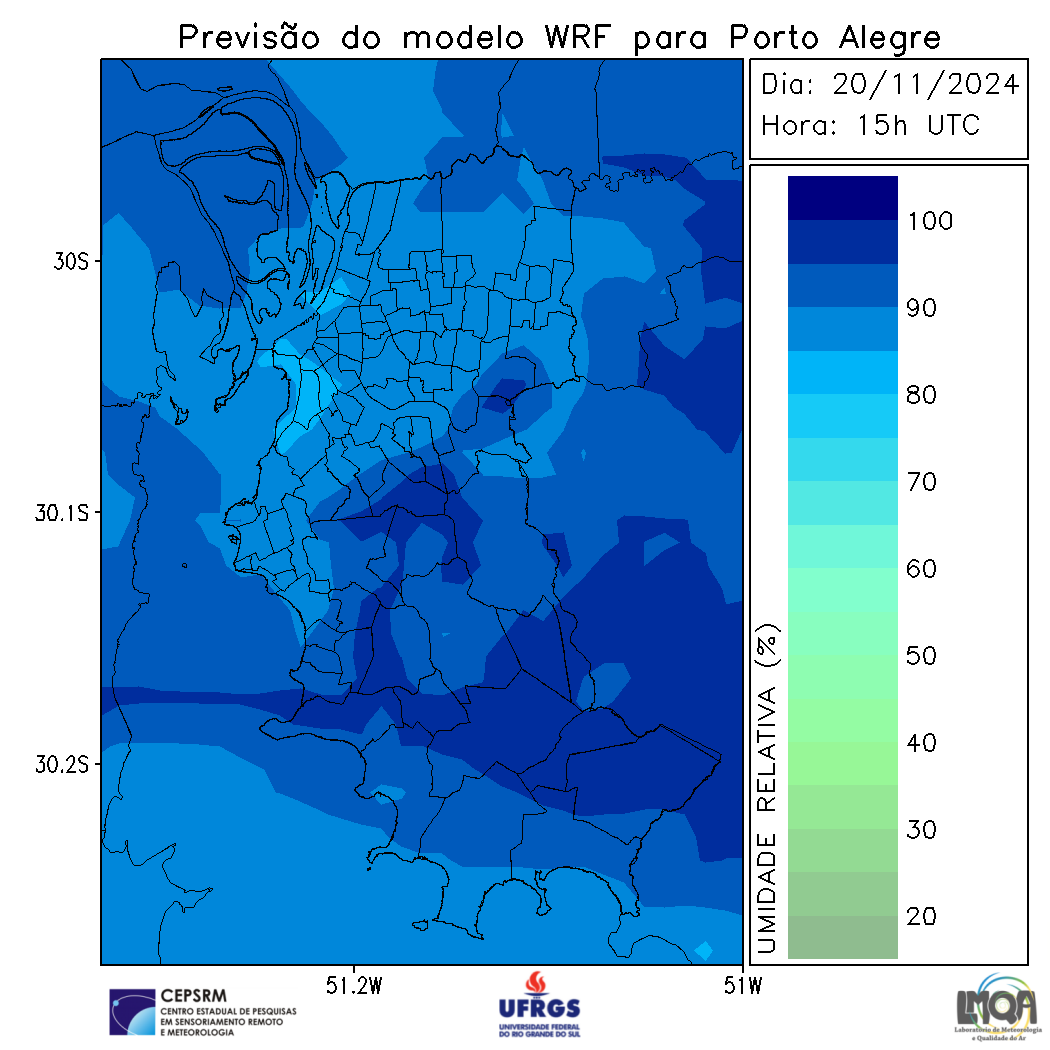 Previsão do modelo WRF para Porto Alegre
Dia: 20/11/2024
Hora: 15h UTC
30S
30.1S
30.2S
51.2W
51W
100
90
80
70
60
50
40
30
20
UMIDADE RELATIVA (%)
CEPSRM
CENTRO ESTADUAL DE PESQUISAS
EM SENSORIAMENTO REMOTO
E METEOROLOGIA
UFRGS
UNIVERSIDADE FEDERAL
DO RIO GRANDE DO SUL
LMQA
Laboratório de Meteorologia
e Qualidade do Ar